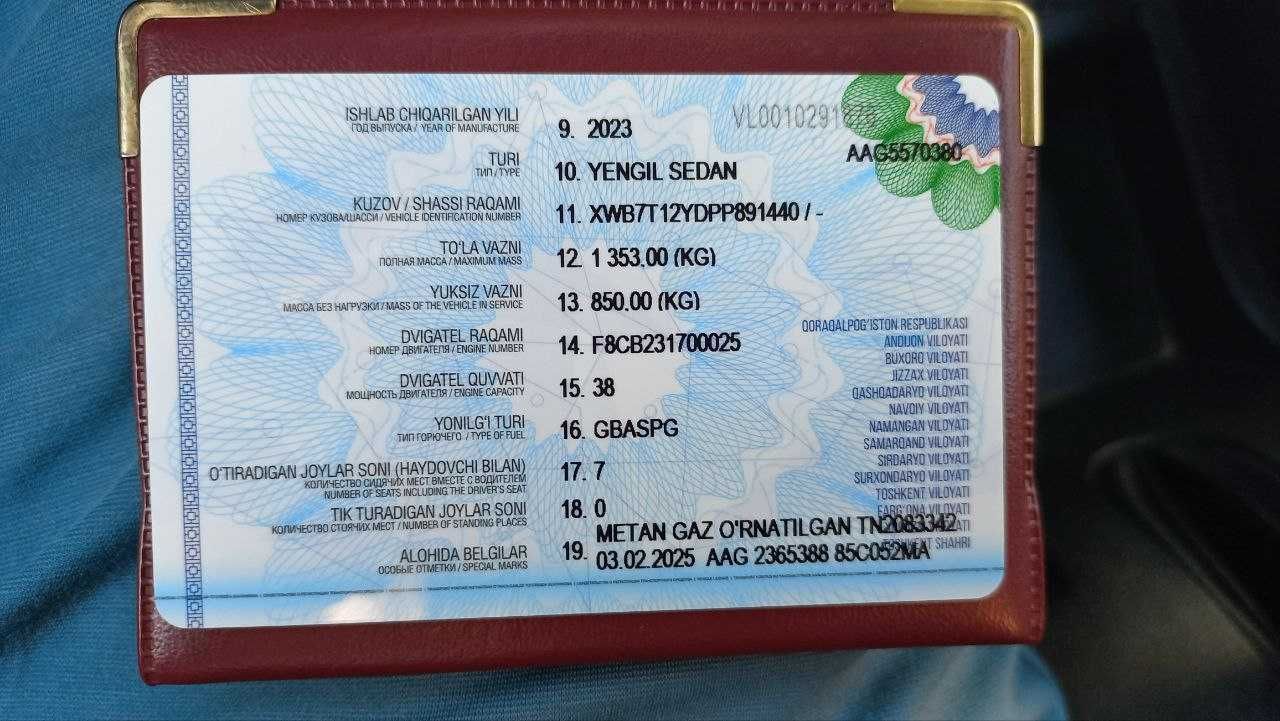 ISHLAB CHIQARILGAN YILI
ГОД ВЫПУСКА / YEAR OF MANUFACTURE
9. 2023
VL0010291
AAG5570380
TURI
ТИП / TYPE
10. YENGIL SEDAN
KUZOV / SHASSI RAQAMI
НОМЕР КУЗОВА/ШАССИ / VEHICLE IDENTIFICATION NUMBER
11. XWB7T12YDPP891440 / -
TO'LA VAZNI
ПОЛНАЯ МАССА / MAXIMUM MASS
12. 1 353.00 (KG)
YUKSIZ VAZNI
МАССА БЕЗ НАГРУЗКИ / MASS OF THE VEHICLE IN SERVICE
13. 850.00 (KG)
DVIGATEL RAQAMI
НОМЕР ДВИГАТЕЛЯ / ENGINE NUMBER
14. F8CB231700025
DVIGATEL QUVVATI
МОЩНОСТЬ ДВИГАТЕЛЯ / ENGINE CAPACITY
15. 38
YONILG'I TURI
ТИП ГОРЮЧЕГО / TYPE OF FUEL
16. GBASPG
O'TIRADIGAN JOYLAR SONI (HAYDOVCHI BILAN)
КОЛИЧЕСТВО СИДЯЧИХ МЕСТ ВМЕСТЕ С ВОДИТЕЛЕМ
NUMBER OF SEATS INCLUDING THE DRIVER'S SEAT
17. 7
TIK TURADIGAN JOYLAR SONI
КОЛИЧЕСТВО СТОЯЧИХ МЕСТ / NUMBER OF STANDING PLACES
18. 0
ALOHIDA BELGILAR
ОСОБЫЕ ОТМЕТКИ / SPECIAL MARKS
19. METAN GAZ O'RNATILGAN TN2083342
03.02.2025 AAG 2365388 85C052MA
QORAQALPOG'ISTON RESPUBLIKASI
ANDIJON VILOYATI
BUXORO VILOYATI
JIZZAX VILOYATI
QASHQADARYO VILOYATI
NAVOIY VILOYATI
NAMANGAN VILOYATI
SAMARQAND VILOYATI
SIRDARYO VILOYATI
SURXONDARYO VILOYATI
TOSHKENT VILOYATI
FARG'ONA VILOYATI
TOSHKENT SHAHRI